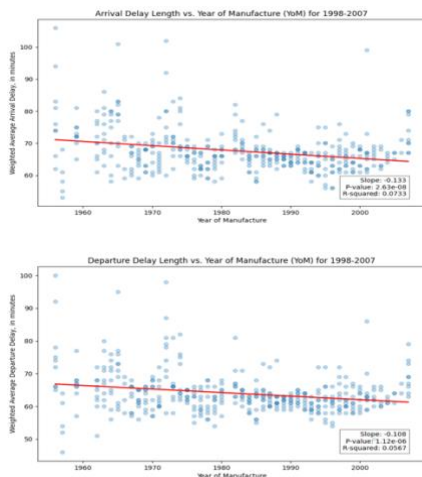 Arrival Delay Length vs. Year of Manufacture (YoM) for 1998-2007
Weighted Average Arrival Delay, in minutes
100
90
80
70
60
1960
1970
1980
1990
2000
Slope: -0.133
P-value: 2.63e-08
R-squared: 0.0733
Year of Manufacture
Departure Delay Length vs. Year of Manufacture (YoM) for 1998-2007
Weighted Average Departure Delay, in minutes
100
90
80
70
60
50
1960
1970
1980
1990
2000
Slope: -0.108
P-value: 1.12e-06
R-squared: 0.0567
Year of Manufacture